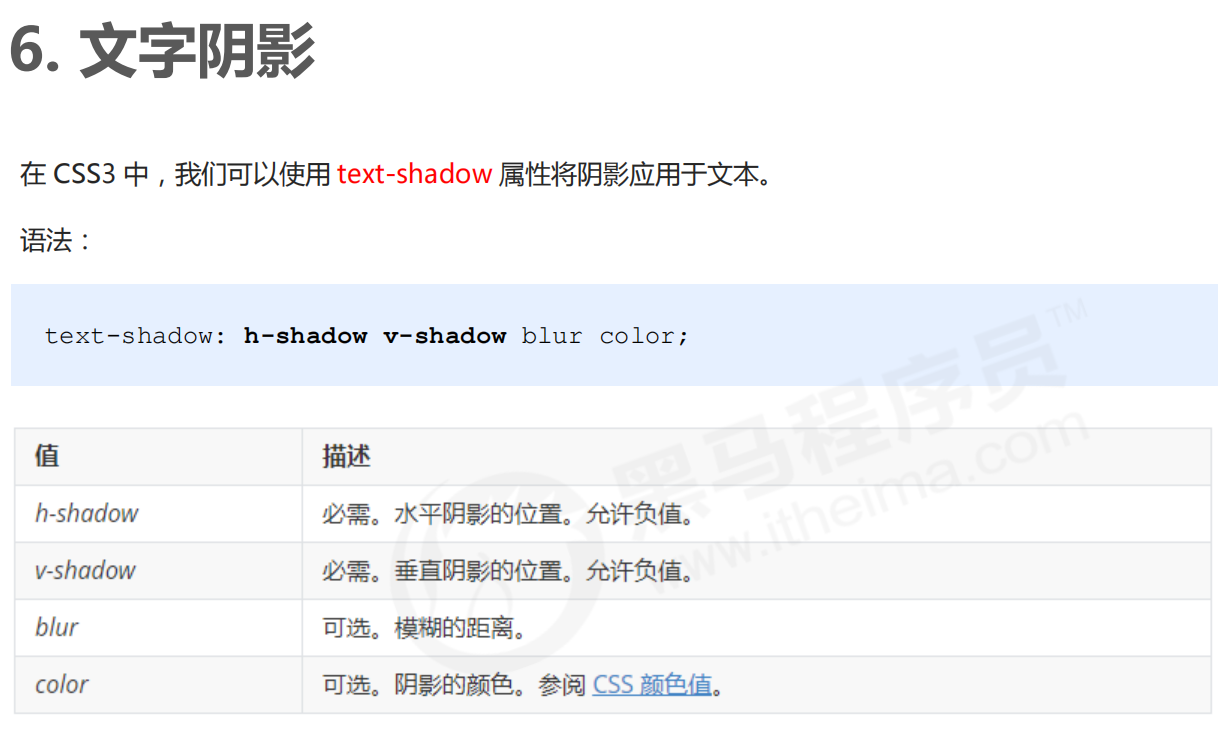 6. 文字阴影
在 CSS3 中，我们可以使用 text-shadow 属性将阴影应用于文本。
语法：
text-shadow: h-shadow v-shadow blur color;
值 描述
h-shadow 必需。水平阴影的位置。允许负值。
v-shadow 必需。垂直阴影的位置。允许负值。
blur 可选。模糊的距离。
color 可选。阴影的颜色。参阅 CSS 颜色值。
黑马程序员™
www.itheima.com